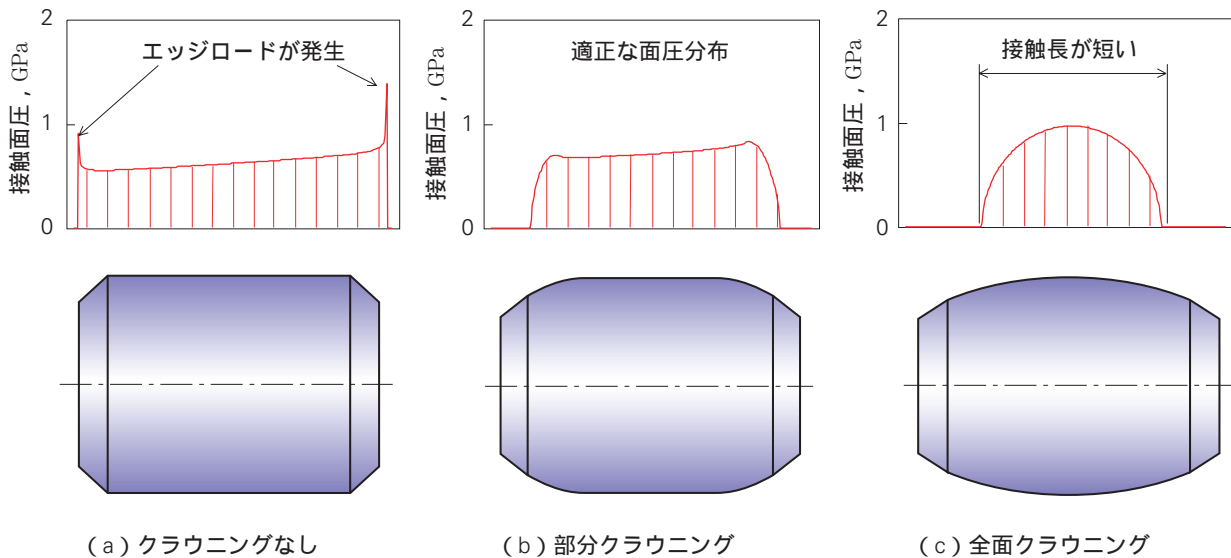 2
エッジロードが発生
接触面圧 , GPa
1
0
(a) クラウニングなし
2
適正な面圧分布
接触面圧 , GPa
1
0
(b) 部分クラウニング
2
接触長が短い
接触面圧 , GPa
1
0
(c) 全面クラウニング